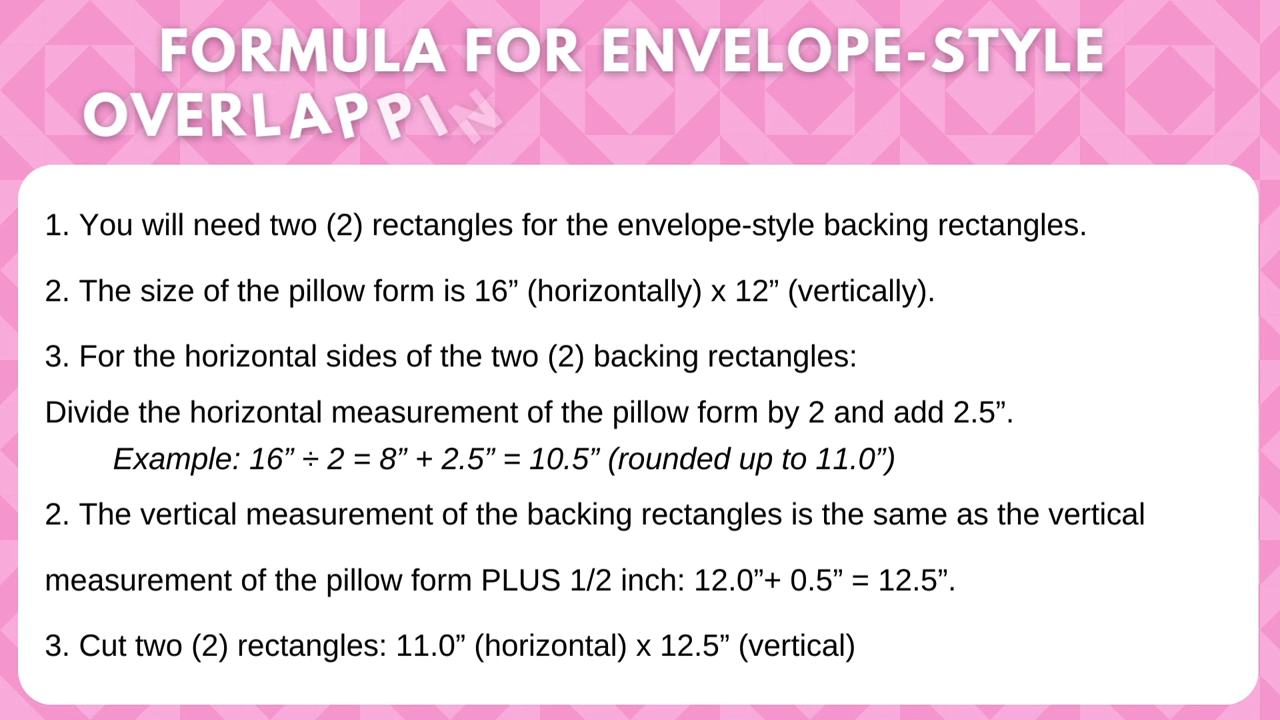 FORMULA FOR ENVELOPE-STYLE
OVERLAPPIN
1. You will need two (2) rectangles for the envelope-style backing rectangles.
2. The size of the pillow form is 16” (horizontally) x 12” (vertically).
3. For the horizontal sides of the two (2) backing rectangles:
Divide the horizontal measurement of the pillow form by 2 and add 2.5”.
Example: 16” ÷ 2 = 8” + 2.5” = 10.5” (rounded up to 11.0”)
2. The vertical measurement of the backing rectangles is the same as the vertical
measurement of the pillow form PLUS 1/2 inch: 12.0”+ 0.5” = 12.5”.
3. Cut two (2) rectangles: 11.0” (horizontal) x 12.5” (vertical)